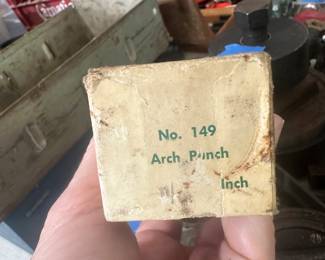 No. 149
Arch Punch
Inch